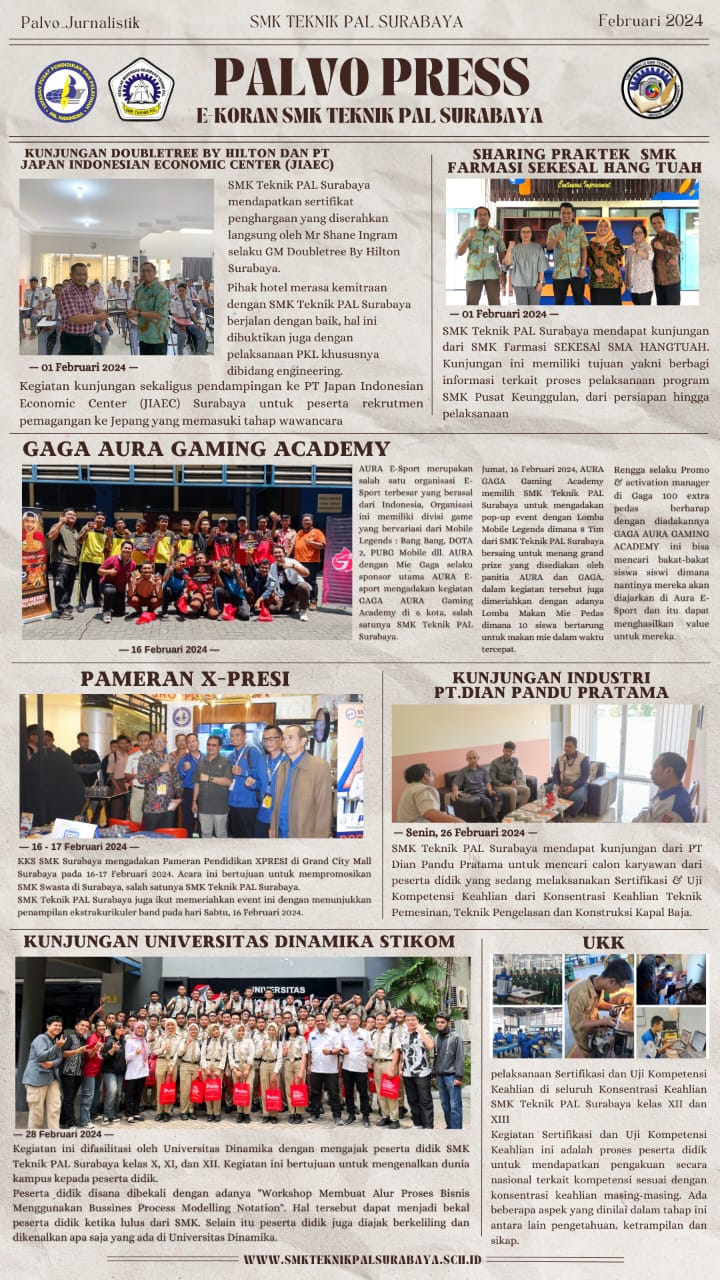 Palvo_Jurnalistik
SMK TEKNIK PAL SURABAYA
Februari 2024
PALVO PRESS
E-KORAN SMK TEKNIK PAL SURABAYA
KUNJUNGAN DOUBLETREE BY HILTON DAN PT
JAPAN INDONESIAN ECONOMIC CENTER (JIAEC)
SMK Teknik PAL Surabaya
mendapatkan sertifikat
penghargaan yang diserahkan
langsung oleh Mr Shane Ingram
selaku GM Doubletree By Hilton
Surabaya.
Pihak hotel merasa kemitraan
dengan SMK Teknik PAL Surabaya
berjalan dengan baik, hal ini
dibuktikan juga dengan
pelaksanaan PKL khususnya
dibidang engineering.
— 01 Februari 2024 —
Kegiatan kunjungan sekaligus pendampingan ke PT Japan Indonesian
Economic Center (JIAEC) Surabaya untuk peserta rekrutmen
pemagangan ke Jepang yang memasuki tahap wawancara
SHARING PRAKTEK SMK
FARMASI SEKESAL HANG TUAH
Continuous Improvement
— 01 Februari 2024 —
SMK Teknik PAL Surabaya mendapat kunjungan
dari SMK Farmasi SEKESAl SMA HANGTUAH.
Kunjungan ini memiliki tujuan yakni berbagi
informasi terkait proses pelaksanaan program
SMK Pusat Keunggulan, dari persiapan hingga
pelaksanaan
GAGA AURA GAMING ACADEMY
— 16 Februari 2024 —
AURA E-Sport merupakan
salah satu organisasi E-
Sport terbesar yang berasal
dari Indonesia, Organisasi
ini memiliki divisi game
yang bervariasi dari Mobile
Legends : Bang Bang, DOTA
2, PUBG Mobile dll. AURA
dengan Mie Gaga selaku
sponsor utama AURA E-
sport mengadakan kegiatan
GAGA AURA Gaming
Academy di 6 kota, salah
satunya SMK Teknik PAL
Surabaya.
Jumat, 16 Februari 2024, AURA
GAGA Gaming Academy
memilih SMK Teknik PAL
Surabaya untuk mengadakan
pop-up event dengan Lomba
Mobile Legends dimana 8 Tim
dari SMK Teknik PAL Surabaya
bersaing untuk menang grand
prize yang disediakan oleh
panitia AURA dan GAGA,
dalam kegiatan tersebut juga
dimeriahkan dengan adanya
Lomba Makan Mie Pedas
dimana 10 siswa bertarung
untuk makan mie dalam waktu
tercepat.
Rengga selaku Promo
& activation manager
di Gaga 100 extra
pedas berharap
dengan diadakannya
GAGA AURA GAMING
ACADEMY ini bisa
mencari bakat-bakat
siswa siswi dimana
nantinya mereka akan
diajarkan di Aura E-
Sport dan itu dapat
menghasilkan value
untuk mereka.
PAMERAN X-PRESI
— 16 - 17 Februari 2024 —
KKS SMK Surabaya mengadakan Pameran Pendidikan XPRESI di Grand City Mall
Surabaya pada 16-17 Februari 2024. Acara ini bertujuan untuk mempromosikan
SMK Swasta di Surabaya, salah satunya SMK Teknik PAL Surabaya.
SMK Teknik PAL Surabaya juga ikut memeriahkan event ini dengan menunjukkan
penampilan ekstrakurikuler band pada hari Sabtu, 16 Februari 2024.
KUNJUNGAN INDUSTRI
PT.DIAN PANDU PRATAMA
— Senin, 26 Februari 2024 —
SMK Teknik PAL Surabaya mendapat kunjungan dari PT
Dian Pandu Pratama untuk mencari calon karyawan dari
peserta didik yang sedang melaksanakan Sertifikasi & Uji
Kompetensi Keahlian dari Konsentrasi Keahlian Teknik
Pemesinan, Teknik Pengelasan dan Konstruksi Kapal Baja.
KUNJUNGAN UNIVERSITAS DINAMIKA STIKOM
UNIVERSITAS
— 28 Februari 2024 —
Kegiatan ini difasilitasi oleh Universitas Dinamika dengan mengajak peserta didik SMK
Teknik PAL Surabaya kelas X, XI, dan XII. Kegiatan ini bertujuan untuk mengenalkan dunia
kampus kepada peserta didik.
Peserta didik disana dibekali dengan adanya "Workshop Membuat Alur Proses Bisnis
Menggunakan Bussines Process Modelling Notation". Hal tersebut dapat menjadi bekal
peserta didik ketika lulus dari SMK. Selain itu peserta didik juga diajak berkeliling dan
dikenalkan apa saja yang ada di Universitas Dinamika.
UKK
pelaksanaan Sertifikasi dan Uji Kompetensi
Keahlian di seluruh Konsentrasi Keahlian
SMK Teknik PAL Surabaya kelas XII dan
XIII
Kegiatan Sertifikasi dan Uji Kompetensi
Keahlian ini adalah proses peserta didik
untuk mendapatkan pengakuan secara
nasional terkait kompetensi sesuai dengan
konsentrasi keahlian masing-masing. Ada
beberapa aspek yang dinilai dalam tahap ini
antara lain pengetahuan, ketrampilan dan
sikap.
WWW.SMKTEKNIKPALSURABAYA.SCH.ID